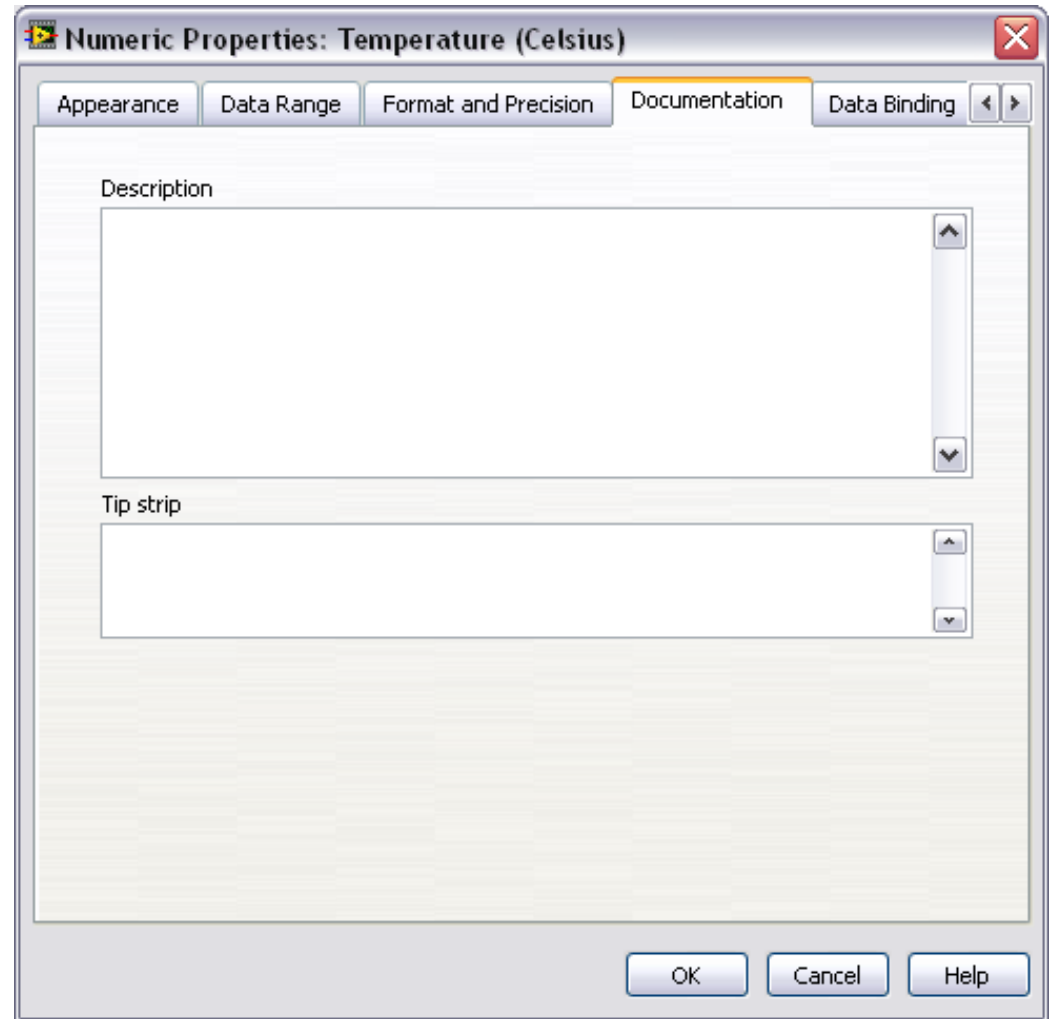 Numeric Properties: Temperature (Celsius)
Appearance Data Range Format and Precision Documentation Data Binding
Description
Tip strip
OK Cancel Help